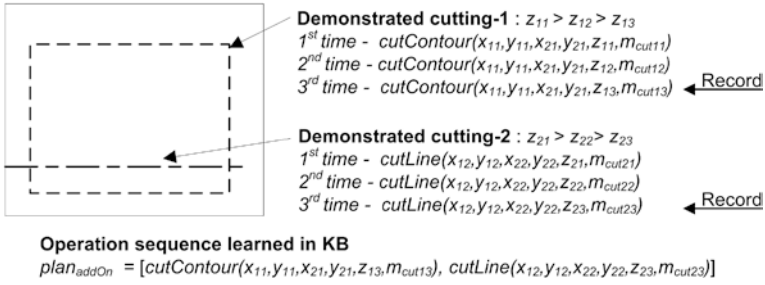 Demonstrated cutting-1 : z11 > z12 > z13
1st time - cutContour(x11,y11,x21,y21,z11,mcut11)
2nd time - cutContour(x11,y11,x21,y21,z12,mcut12)
3rd time - cutContour(x11,y11,x21,y21,z13,mcut13)
Record
Demonstrated cutting-2 : z21 > z22 > z23
1st time - cutLine(x12,y12,x22,y22,z21,mcut21)
2nd time - cutLine(x12,y12,x22,y22,z22,mcut22)
3rd time - cutLine(x12,y12,x22,y22,z23,mcut23)
Record
Operation sequence learned in KB
planaddOn = [cutContour(x11,y11,x21,y21,z13,mcut13), cutLine(x12,y12,x22,y22,z23,mcut23)]